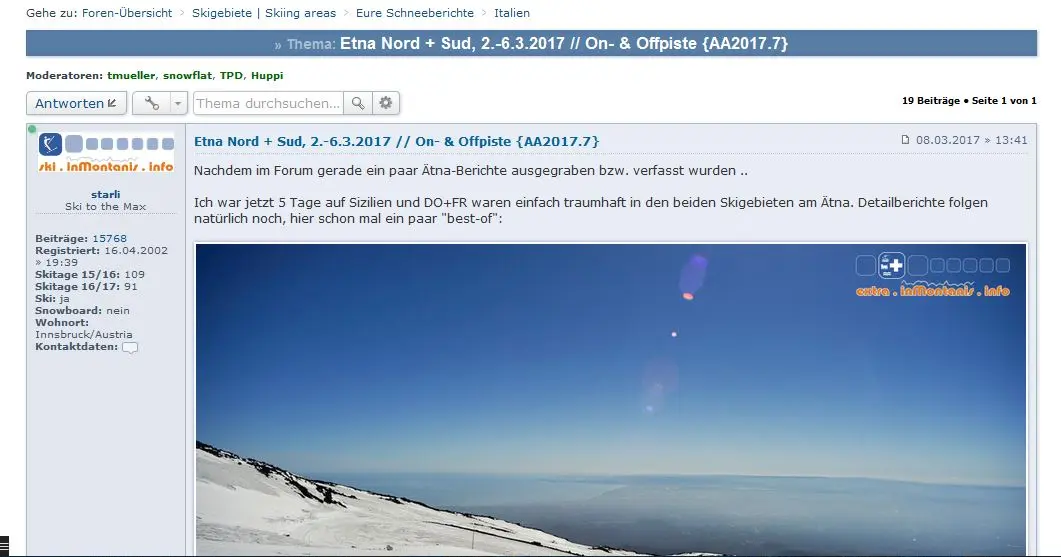 Gehe zu: Foren-Übersicht > Skigebiete | Skiing areas > Eure Schneeberichte > Italien
» Thema: Etna Nord + Sud, 2.-6.3.2017 // On- & Offpiste {AA2017.7}
Moderatoren: tmueller, snowflat, TPD, Huppi
Antworten
Thema durchsuchen...
19 Beiträge • Seite 1 von 1
ski . inMontanis . info
starli
Ski to the Max
Beiträge: 15768
Registriert: 16.04.2002
» 19:39
Skitage 15/16: 109
Skitage 16/17: 91
Ski: ja
Snowboard: nein
Wohnort:
Innsbruck/Austria
Kontaktdaten:
Etna Nord + Sud, 2.-6.3.2017 // On- & Offpiste {AA2017.7}
08.03.2017 » 13:41
Nachdem im Forum gerade ein paar Ätna-Berichte ausgegraben bzw. verfasst wurden ..
Ich war jetzt 5 Tage auf Sizilien und DO+FR waren einfach traumhaft in den beiden Skigebieten am Ätna. Detailberichte folgen
natürlich noch, hier schon mal ein paar "best-of":
extra . inMontanis . info